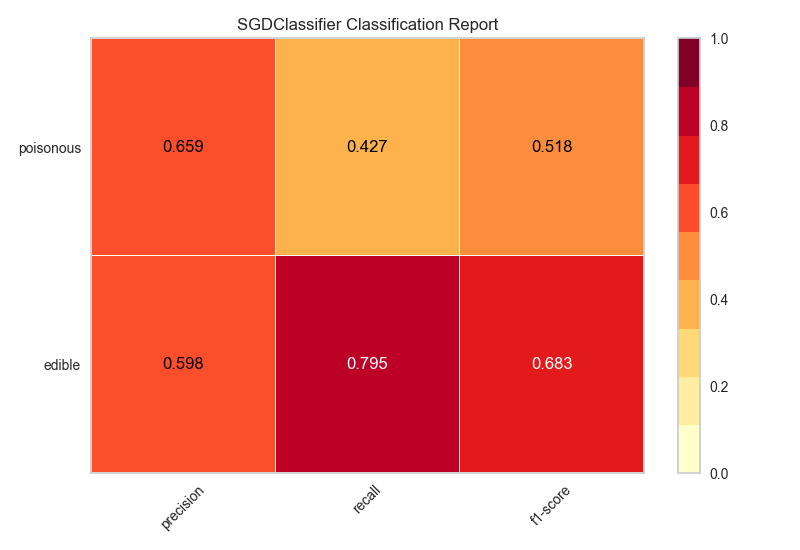 SGDClassifier Classification Report
poisonous
0.659
0.427
0.518
edible
0.598
0.795
0.683
precision
recall
f1-score
1.0
0.8
0.6
0.4
0.2
0.0